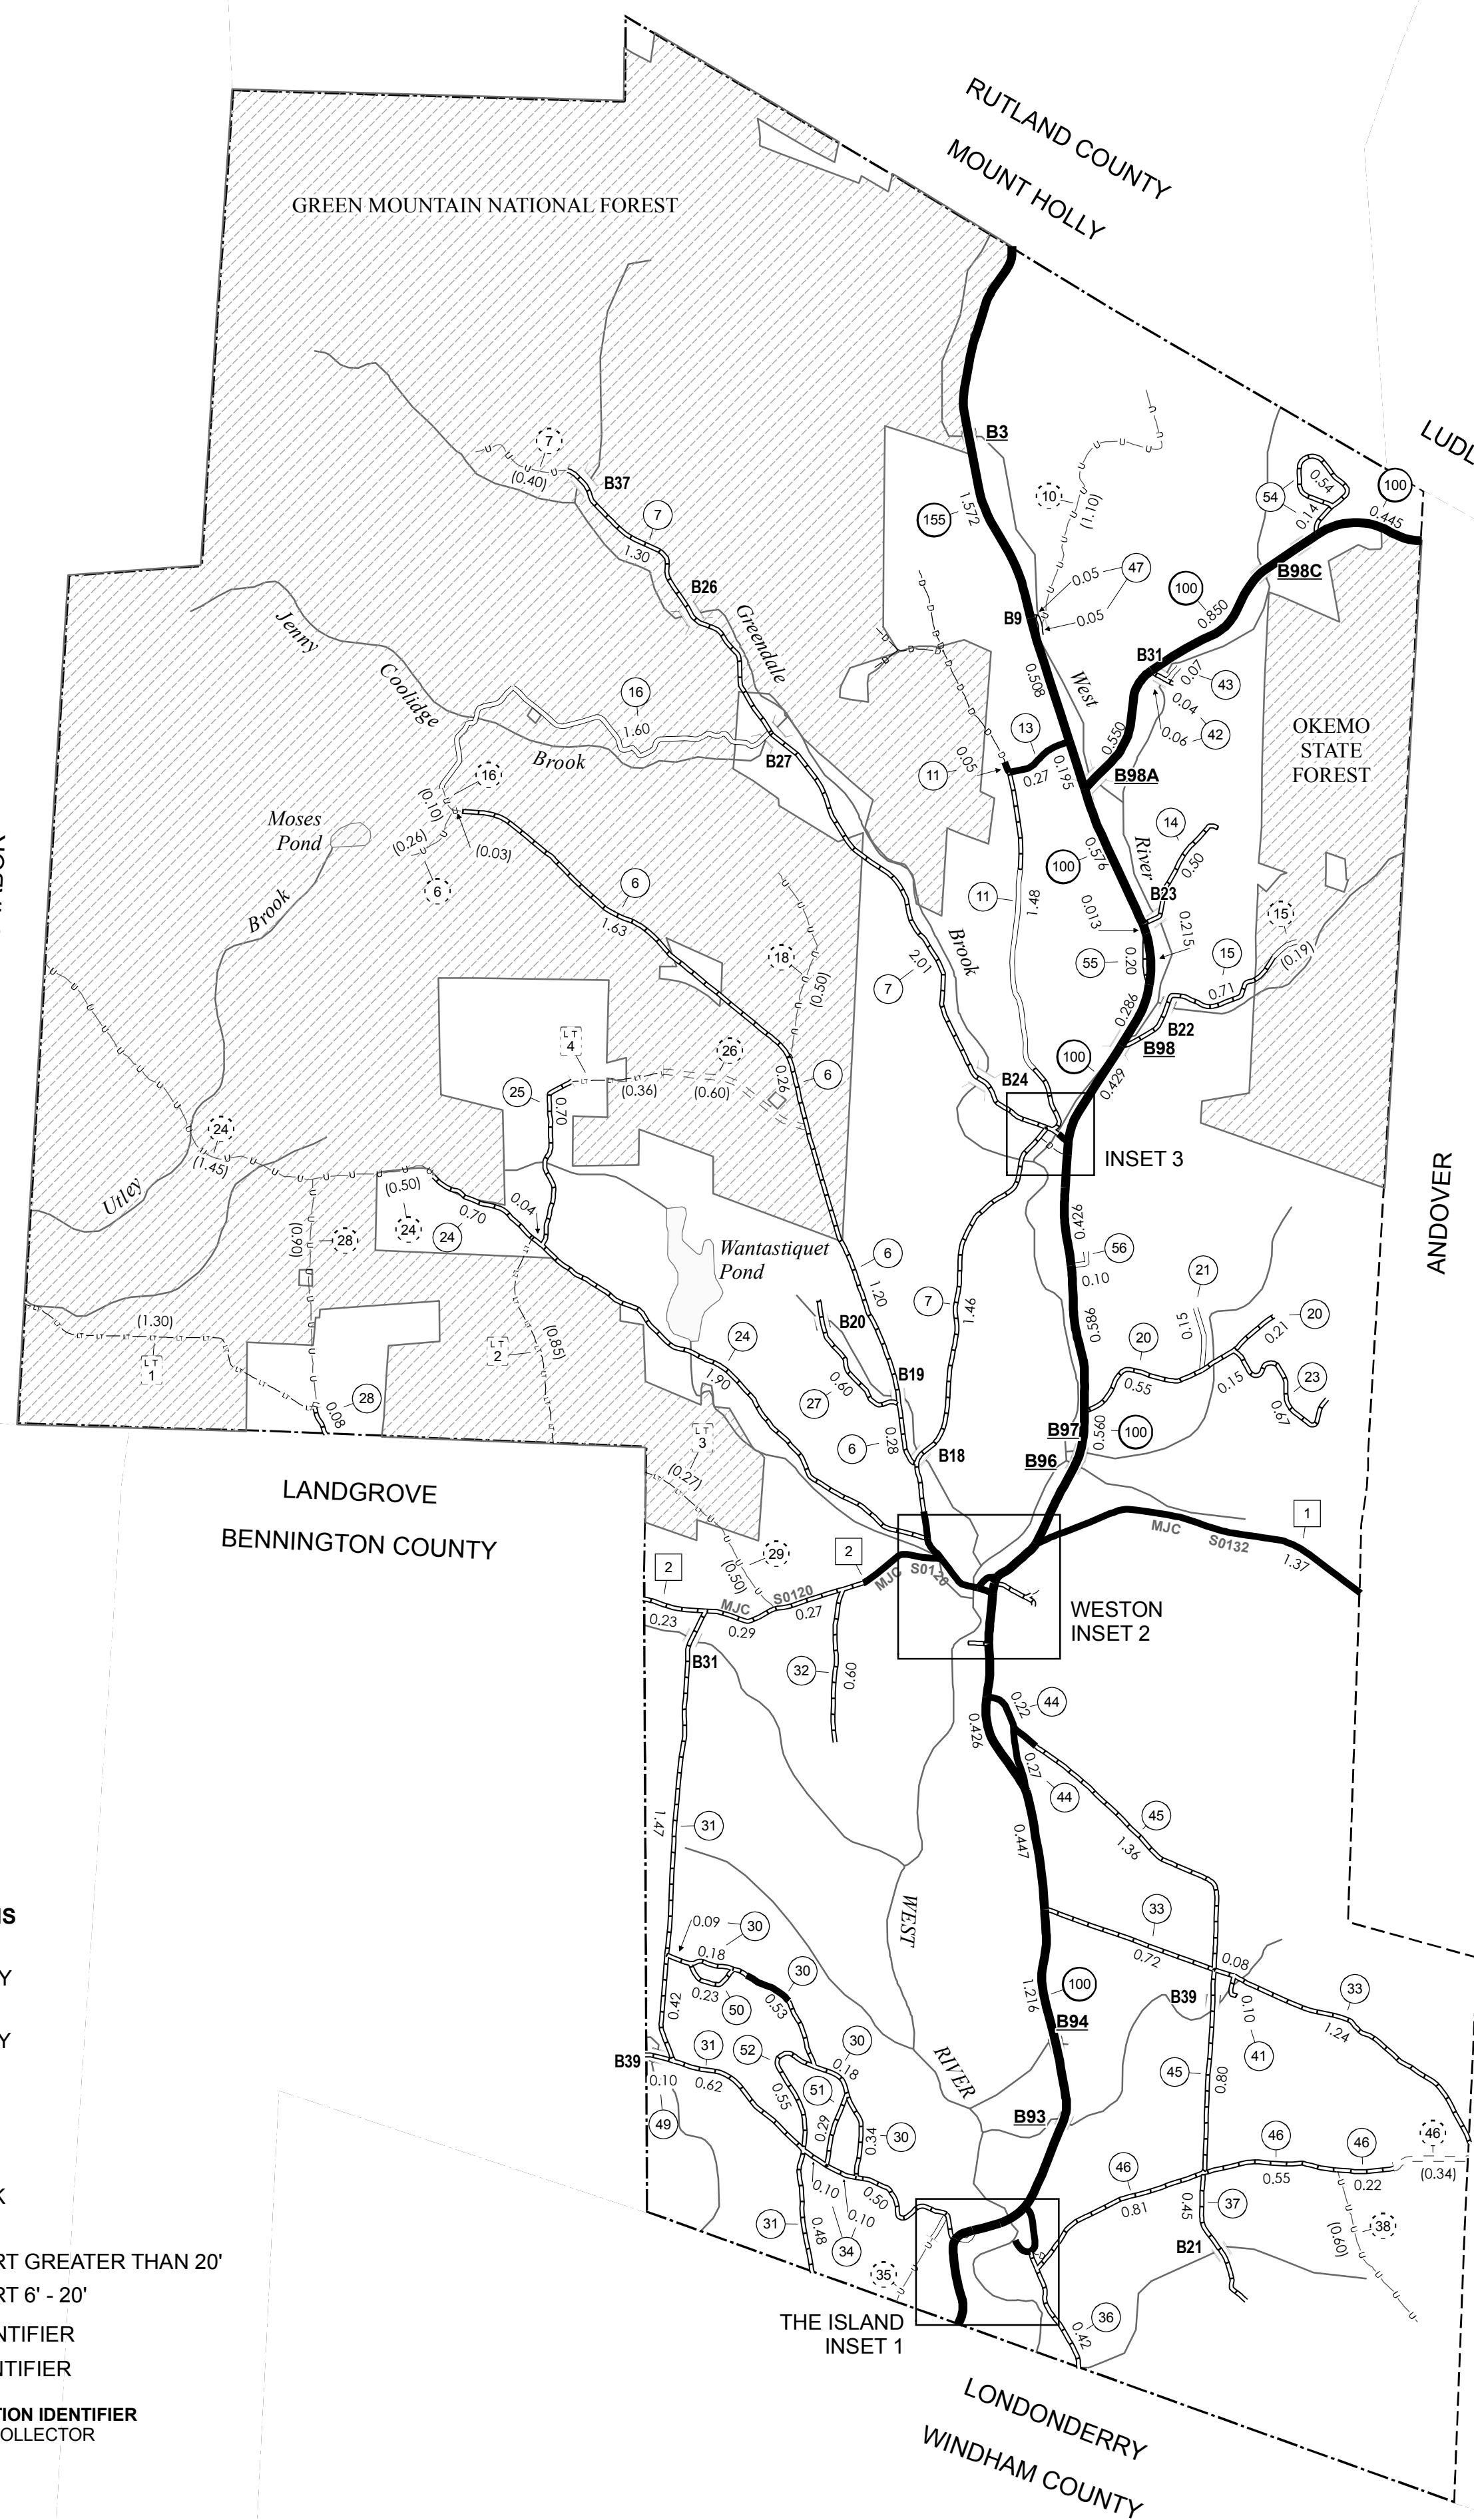 RUTLAND COUNTY
MOUNT HOLLY
GREEN MOUNTAIN NATIONAL FOREST
LUDL
B3
7
(0.40)
B37
7
1.30
B26
Greendale
155
1.572
10
(1.10)
47
0.05
0.05
B9
54
0.54
0.14
100
0.445
B98C
100
0.850
B31
0.07
43
0.04
42
0.06
0.508
West
0.550
OKEMO
STATE
FOREST
Jenny
Coolidge
Brook
16
1.60
B27
16
(0.10)
(0.26)
(0.03)
6
Moses
Pond
Brook
13
11
0.05
0.27
0.195
B98A
14
0.50
River
100
0.576
B23
6
1.63
11
1.48
0.013
0.215
55
0.20
15
(0.19)
15
0.71
18
(0.50)
7
2.01
Brook
0.286
B22
B98
100
0.429
LT
4
26
25
0.70
(0.36)
(0.60)
0.26
6
B24
INSET 3
24
(1.45)
Utley
(0.50)
24
0.70
24
0.04
28
(0.90)
Wantastiquet
Pond
6
1.20
7
1.46
0.426
56
0.10
21
0.15
ANDOVER
(1.30)
LT
1
LT
2
(0.85)
24
1.90
B20
0.60
27
B19
0.586
20
0.55
20
0.21
0.15
23
0.67
28
0.08
LT
3
(0.27)
6
0.28
B18
B97
0.560
100
B96
LANDGROVE
BENNINGTON COUNTY
1
MJC
S0132
1.37
2
29
(0.50)
2
MJC
S0120
MJC
S0120
0.23
0.29
0.27
WESTON
INSET 2
B31
32
0.60
0.22
44
0.426
0.27
44
45
1.36
1.47
31
0.447
WEST
33
0.72
0.08
0.09
30
0.18
0.23
50
30
0.53
0.42
100
1.216
B94
B39
0.10
41
33
1.24
B39
31
0.10
0.62
49
52
0.55
30
0.18
51
0.29
0.34
30
RIVER
B93
45
0.80
46
46
46
(0.34)
0.55
0.22
46
0.81
0.45
37
B21
38
(0.60)
0.10
0.50
0.10
34
31
0.48
35
36
0.42
THE ISLAND
INSET 1
LONDONDERRY
WINDHAM COUNTY
S
Y
Y
K
RT GREATER THAN 20'
RT 6' - 20'
NTIFIER
NTIFIER
TION IDENTIFIER
OLLECTOR